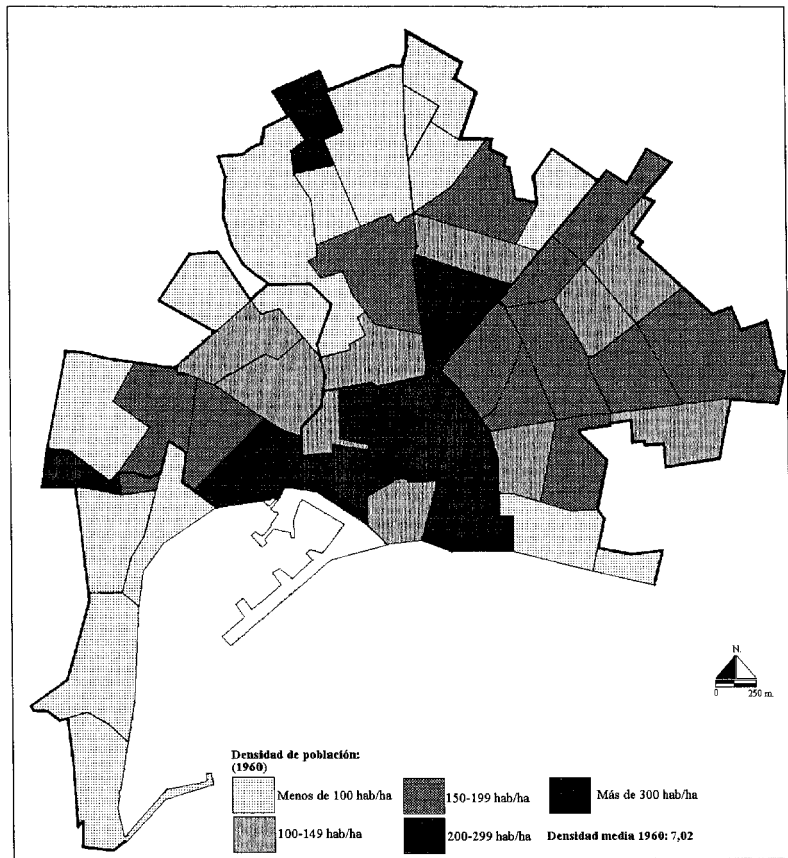 N.
0 250 m.
Densidad de población:
(1960)
Menos de 100 hab/ha
150-199 hab/ha
Más de 300 hab/ha
100-149 hab/ha
200-299 hab/ha
Densidad media 1960: 7,02